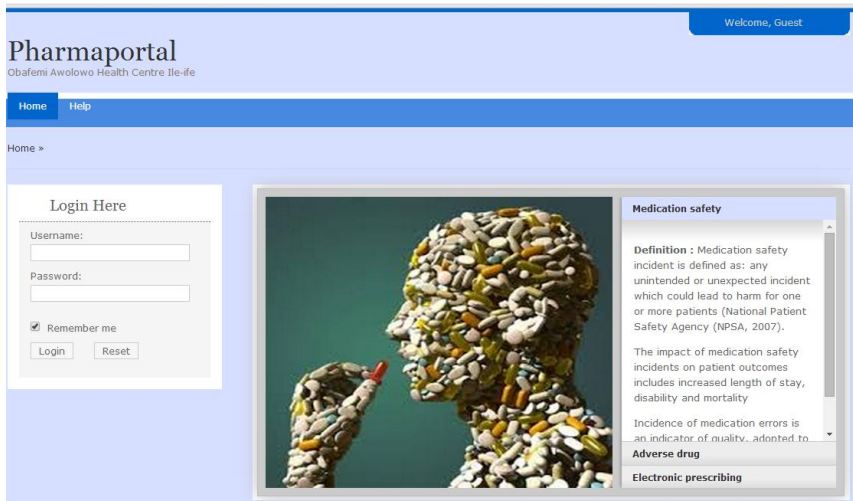 Welcome, Guest
Pharmaportal
Obafemi Awolowo Health Centre Ile-ife
Home Help
Home »
Login Here
Username:
Password:
Remember me
Login Reset
Medication safety
Definition : Medication safety
incident is defined as: any
unintended or unexpected incident
which could lead to harm for one
or more patients (National Patient
Safety Agency (NPSA, 2007).
The impact of medication safety
incidents on patient outcomes
includes increased length of stay,
disability and mortality
Incidence of medication errors is
an indicator of quality, adopted to
Adverse drug
Electronic prescribing